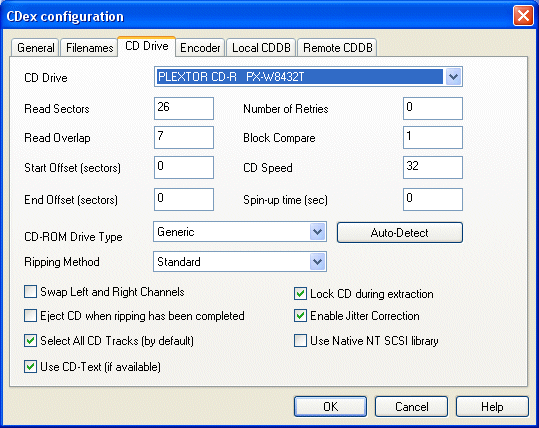 CDex configuration
General Filenames CD Drive Encoder Local CDDB Remote CDDB
CD Drive PLEXTOR CD-R PX-W8432T
Read Sectors 26 Number of Retries 0
Read Overlap 7 Block Compare 1
Start Offset (sectors) 0 CD Speed 32
End Offset (sectors) 0 Spin-up time (sec) 0
CD-ROM Drive Type Generic Auto-Detect
Ripping Method Standard
Swap Left and Right Channels Lock CD during extraction
Eject CD when ripping has been completed Enable Jitter Correction
Select All CD Tracks (by default) Use Native NT SCSI library
Use CD-Text (if available)
OK Cancel Help